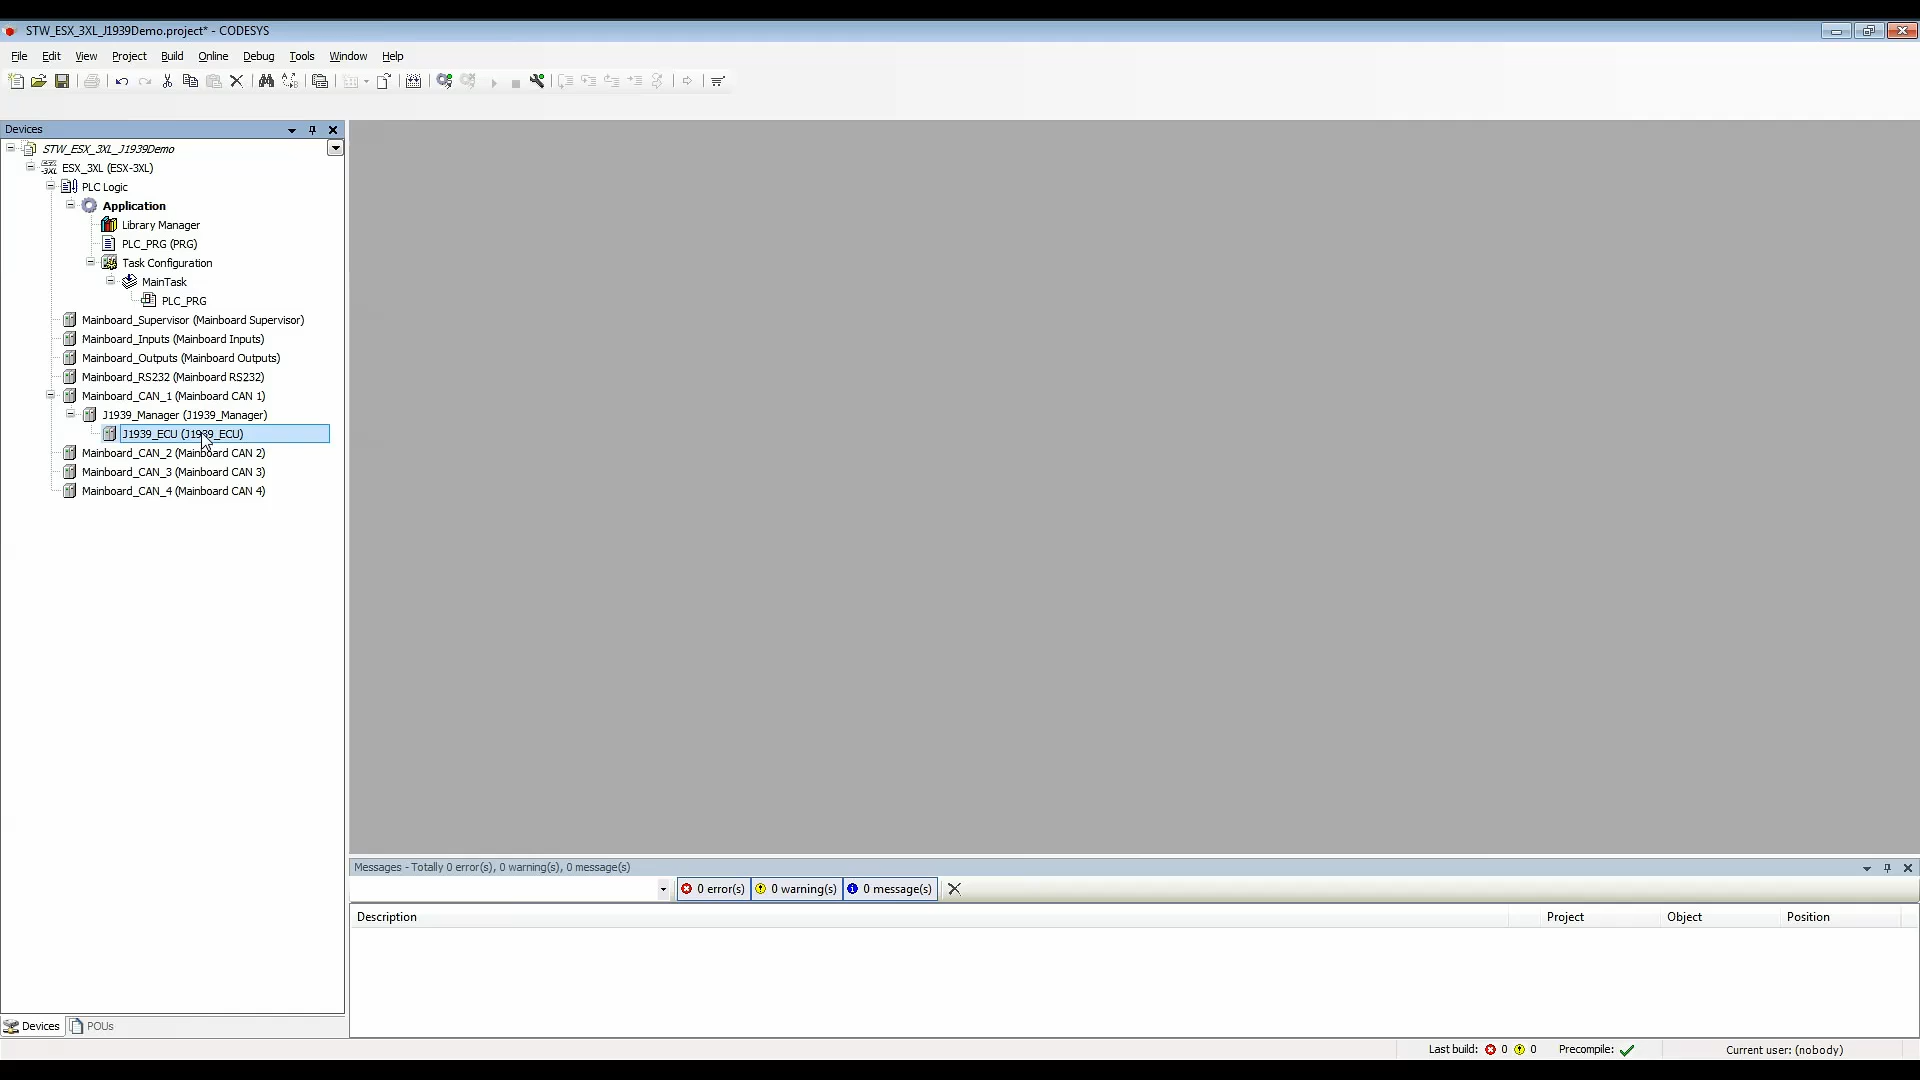 STW_ESX_3XL_J1939Demo.project* - CODESYS
File Edit View Project Build Online Debug Tools Window Help
Devices
STW_ESX_3XL_J1939Demo
ESX_3XL (ESX-3XL)
PLC Logic
Application
Library Manager
PLC_PRG (PRG)
Task Configuration
MainTask
PLC_PRG
Mainboard_Supervisor (Mainboard Supervisor)
Mainboard_Inputs (Mainboard Inputs)
Mainboard_Outputs (Mainboard Outputs)
Mainboard_RS232 (Mainboard RS232)
Mainboard_CAN_1 (Mainboard CAN 1)
J1939_Manager (J1939_Manager)
J1939_ECU (J1939_ECU)
Mainboard_CAN_2 (Mainboard CAN 2)
Mainboard_CAN_3 (Mainboard CAN 3)
Mainboard_CAN_4 (Mainboard CAN 4)
Messages - Totally 0 error(s), 0 warning(s), 0 message(s)
0 error(s) 0 warning(s) 0 message(s)
Description Project Object Position
Devices POUs
Last build: 0 0 Precompile: Current user: (nobody)